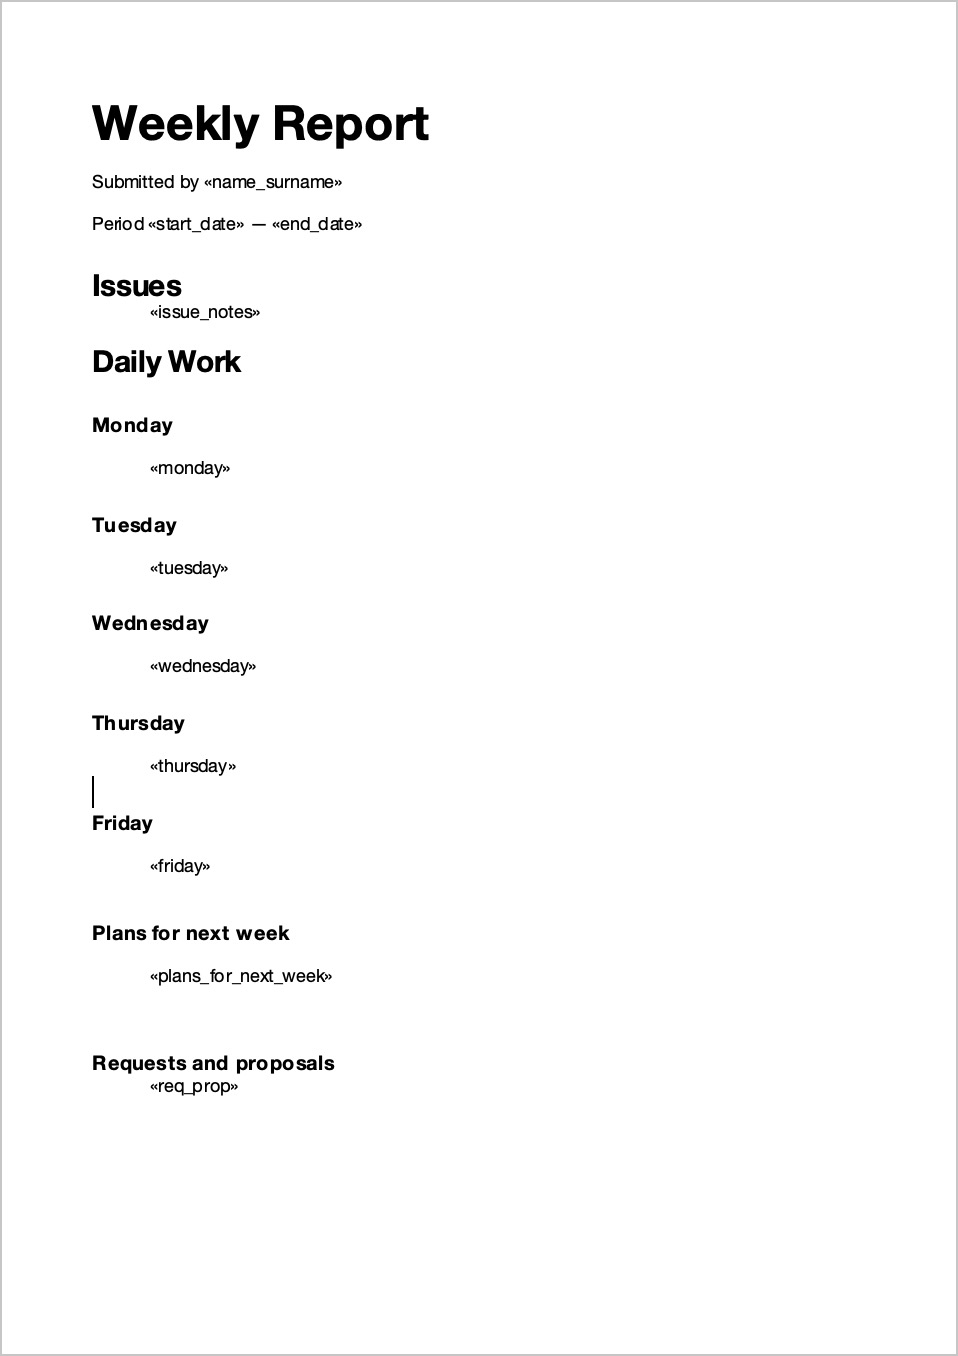 Weekly Report
Submitted by «name_surname»
Period «start_date» — «end_date»
Issues
«issue_notes»
Daily Work
Monday
«monday»
Tuesday
«tuesday»
Wednesday
«wednesday»
Thursday
«thursday»
Friday
«friday»
Plans for next week
«plans_for_next_week»
Requests and proposals
«req_prop»